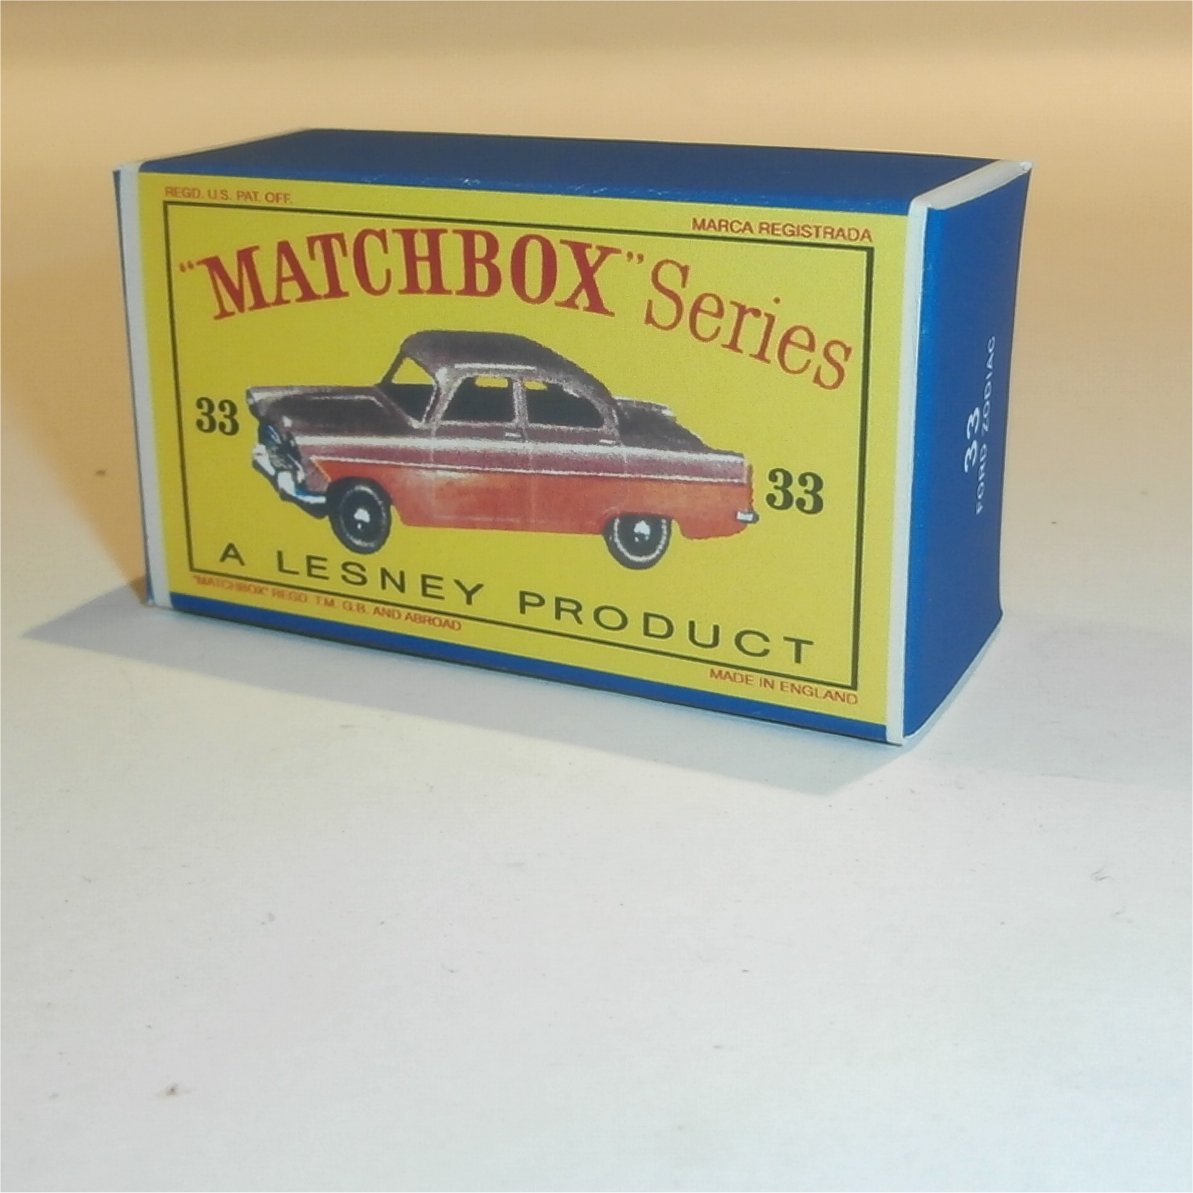 REGD. U.S. PAT. OFF.
MARCA REGISTRADA
"MATCHBOX" Series
33
33
A LESNEY PRODUCT
"MATCHBOX" REGD. T.M. G.B. AND ABROAD
MADE IN ENGLAND
33
FORD ZODIAC